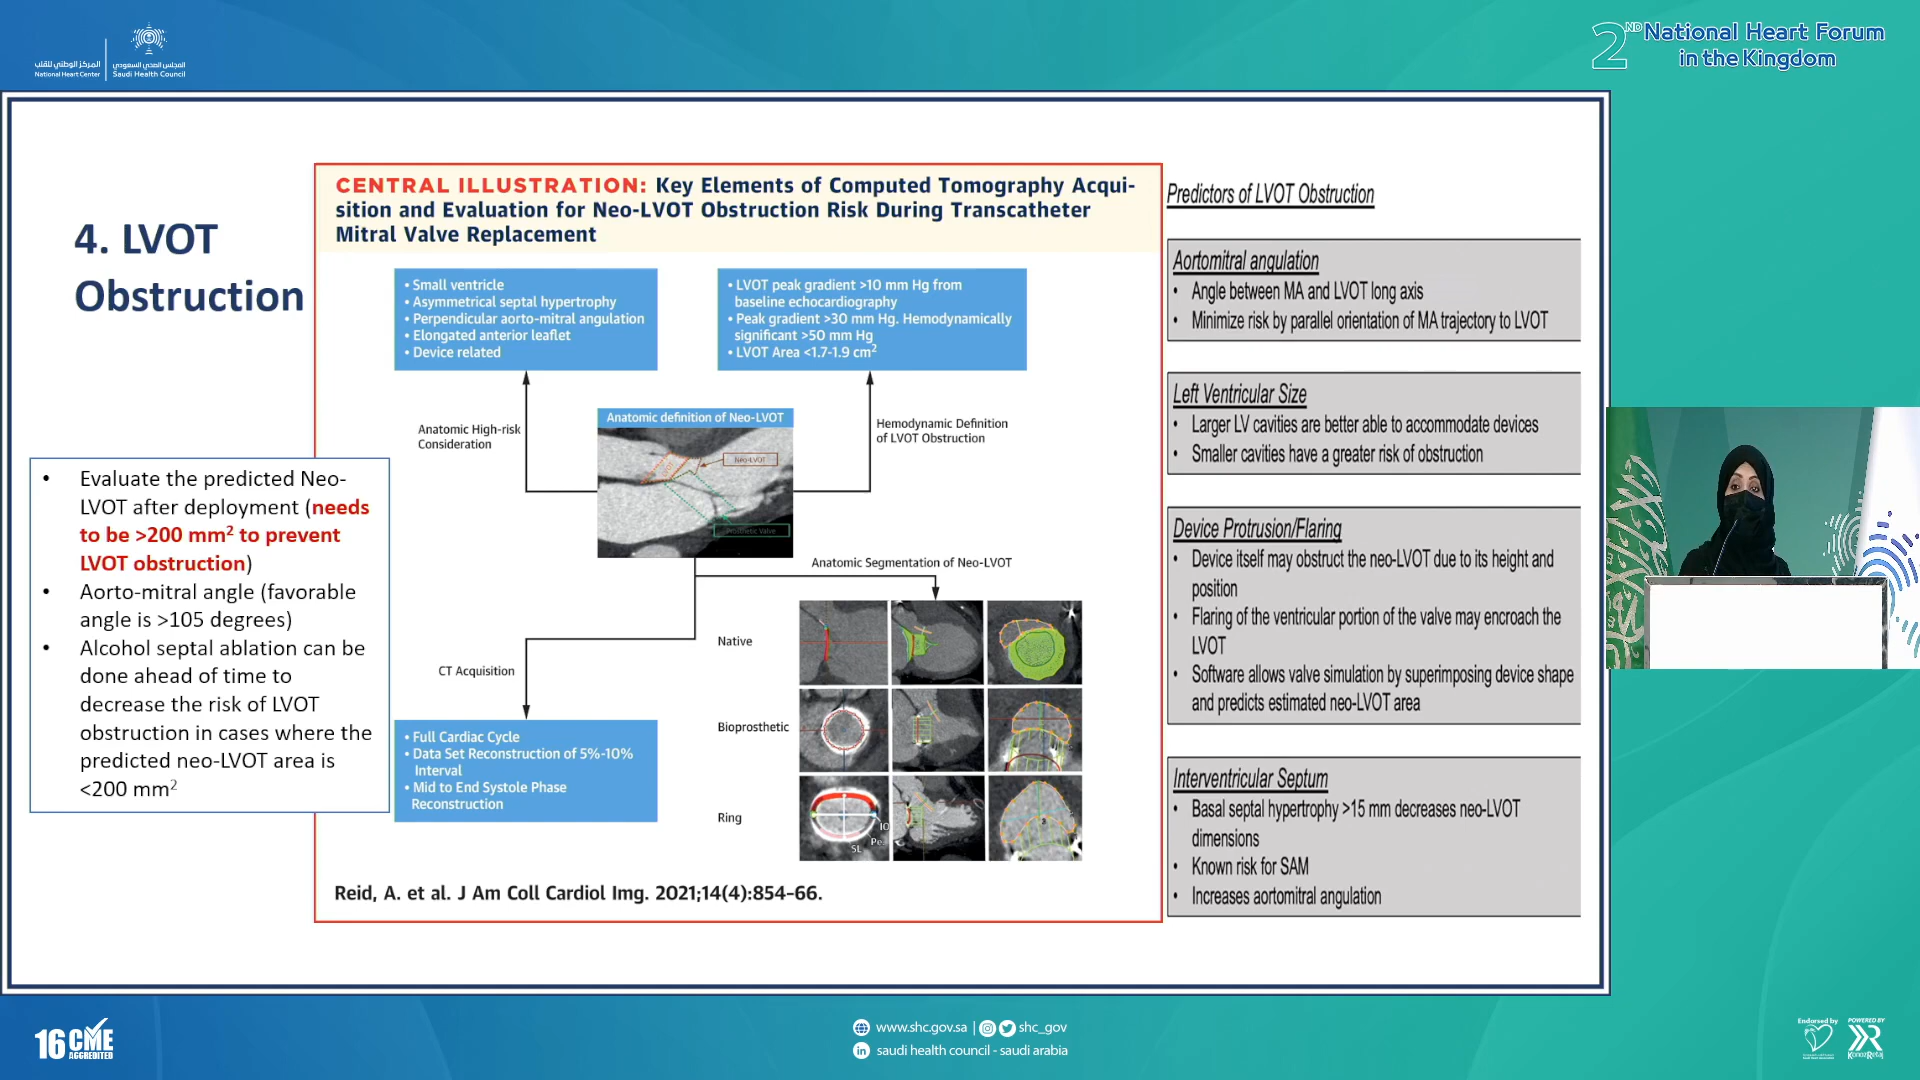 المركز الوطني للقلب
National Heart Center
المجلس الصحي السعودي
Saudi Health Council
2ND National Heart Forum
in the Kingdom
4. LVOT
Obstruction
• Evaluate the predicted Neo-
LVOT after deployment (needs
to be >200 mm² to prevent
LVOT obstruction)
• Aorto-mitral angle (favorable
angle is >105 degrees)
• Alcohol septal ablation can be
done ahead of time to
decrease the risk of LVOT
obstruction in cases where the
predicted neo-LVOT area is
<200 mm²
CENTRAL ILLUSTRATION: Key Elements of Computed Tomography Acqui-
sition and Evaluation for Neo-LVOT Obstruction Risk During Transcatheter
Mitral Valve Replacement
• Small ventricle
• Asymmetrical septal hypertrophy
• Perpendicular aorto-mitral angulation
• Elongated anterior leaflet
• Device related
• LVOT peak gradient >10 mm Hg from
baseline echocardiography
• Peak gradient >30 mm Hg. Hemodynamically
significant >50 mm Hg
• LVOT Area <1.7-1.9 cm²
Anatomic High-risk
Consideration
Anatomic definition of Neo-LVOT
Neo-LVOT
Prosthetic Valve
Hemodynamic Definition
of LVOT Obstruction
Anatomic Segmentation of Neo-LVOT
CT Acquisition
• Full Cardiac Cycle
• Data Set Reconstruction of 5%-10%
Interval
• Mid to End Systole Phase
Reconstruction
Native
Bioprosthetic
Ring
IC
Pe
SL
Reid, A. et al. J Am Coll Cardiol Img. 2021;14(4):854-66.
Predictors of LVOT Obstruction
Aortomitral angulation
• Angle between MA and LVOT long axis
• Minimize risk by parallel orientation of MA trajectory to LVOT
Left Ventricular Size
• Larger LV cavities are better able to accommodate devices
• Smaller cavities have a greater risk of obstruction
Device Protrusion/Flaring
• Device itself may obstruct the neo-LVOT due to its height and
position
• Flaring of the ventricular portion of the valve may encroach the
LVOT
• Software allows valve simulation by superimposing device shape
and predicts estimated neo-LVOT area
Interventricular Septum
• Basal septal hypertrophy >15 mm decreases neo-LVOT
dimensions
• Known risk for SAM
• Increases aortomitral angulation
16 CME
ACCREDITED
www.shc.gov.sa | shc_gov
saudi health council - saudi arabia
Endorsed by
POWERED BY
KonozRetaj